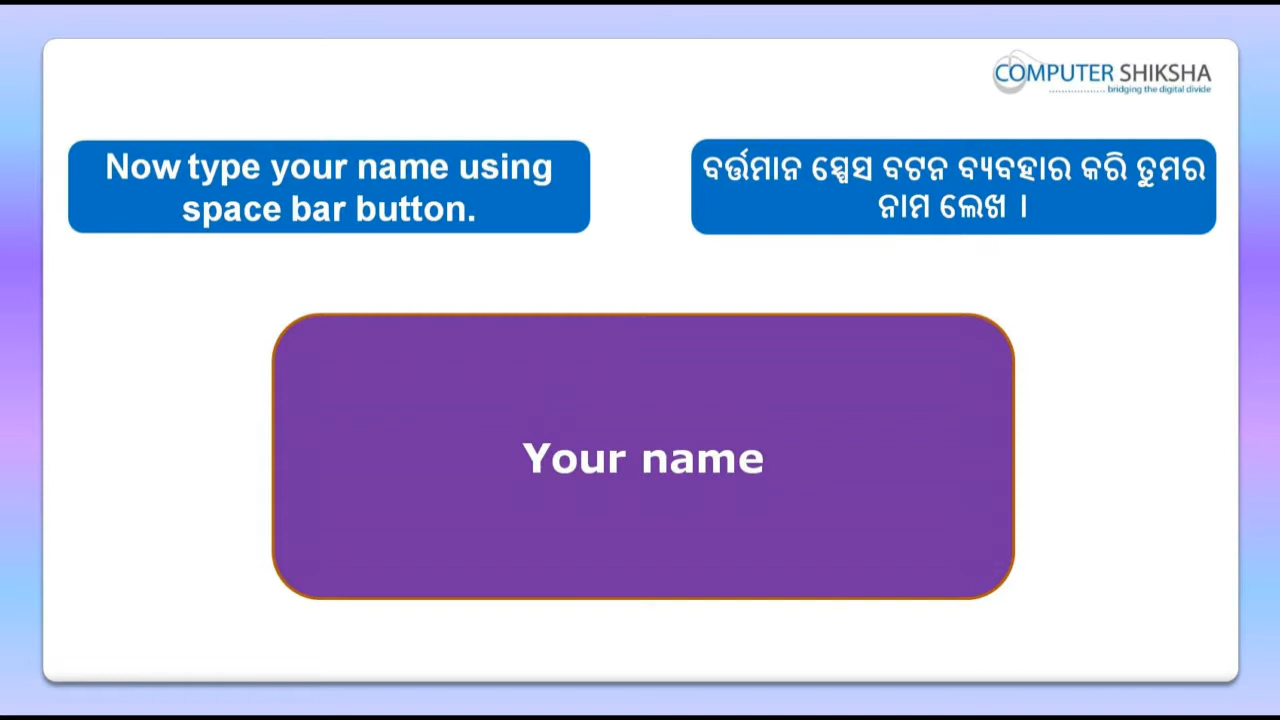 COMPUTER SHIKSHA
bridging the digital divide
Now type your name using
space bar button.
ବର୍ତ୍ତମାନ ସ୍ପେସ ବଟନ ବ୍ୟବହାର କରି ତୁମର
ନାମ ଲେଖ ।
Your name